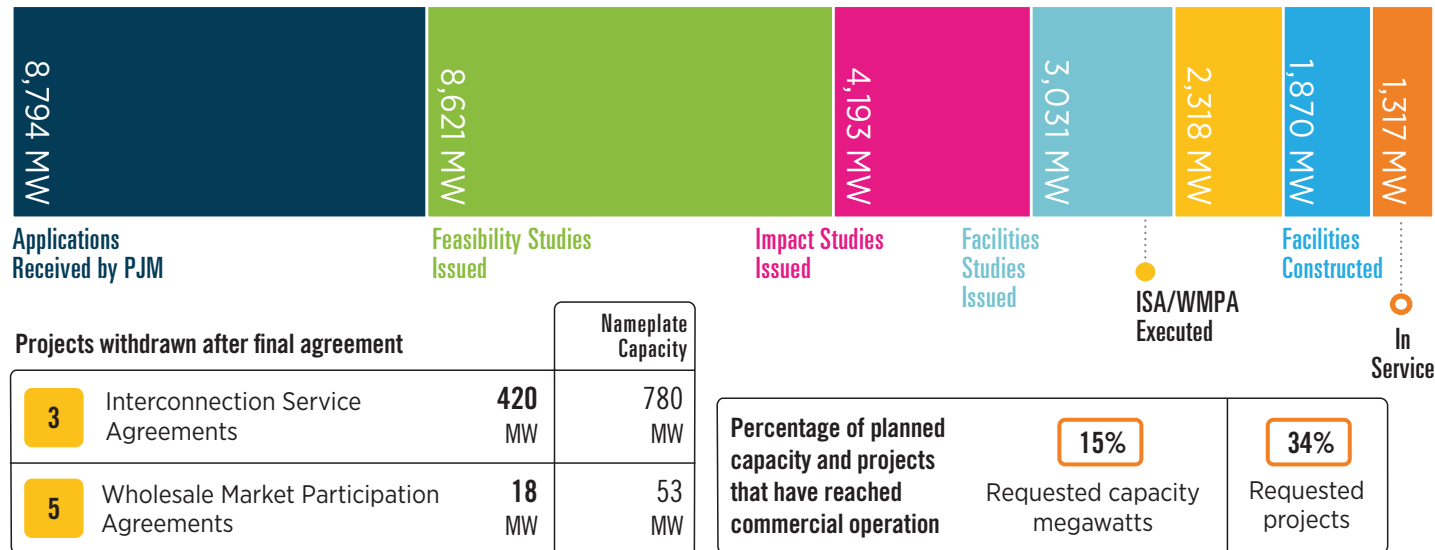 8,794 MW
8,621 MW
4,193 MW
3,031 MW
2,318 MW
1,870 MW
1,317 MW
Applications
Received by PJM
Feasibility Studies
Issued
Impact Studies
Issued
Facilities
Studies
Issued
ISA/WMPA
Executed
Facilities
Constructed
In
Service
Projects withdrawn after final agreement
Nameplate
Capacity
3
Interconnection Service
Agreements
420
MW
780
MW
5
Wholesale Market Participation
Agreements
18
MW
53
MW
Percentage of planned
capacity and projects
that have reached
commercial operation
15%
Requested capacity
megawatts
34%
Requested
projects